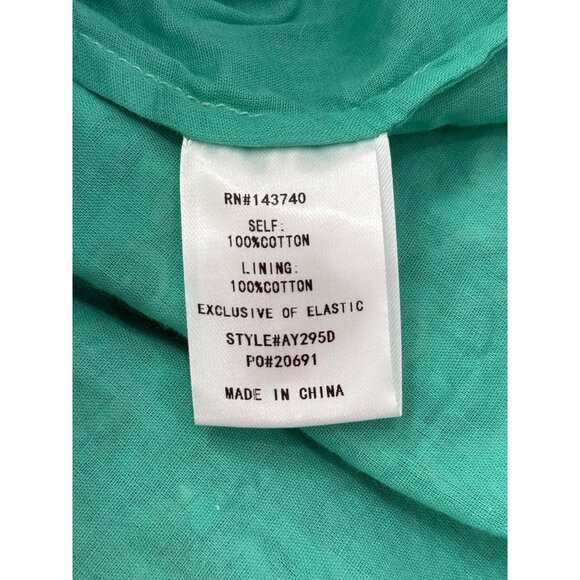 RN#143740
SELF:
100%COTTON
LINING:
100%COTTON
EXCLUSIVE OF ELASTIC
STYLE#AY295D
PO#20691
MADE IN CHINA